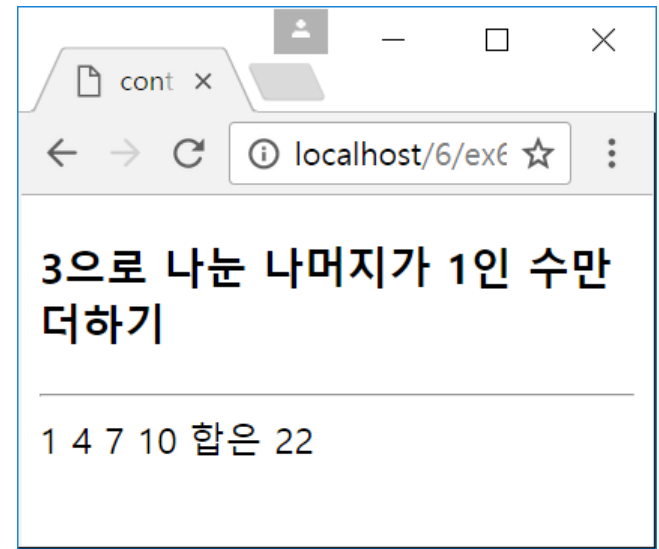 cont
localhost/6/ex6
3으로 나눈 나머지가 1인 수만
더하기
1 4 7 10 합은 22